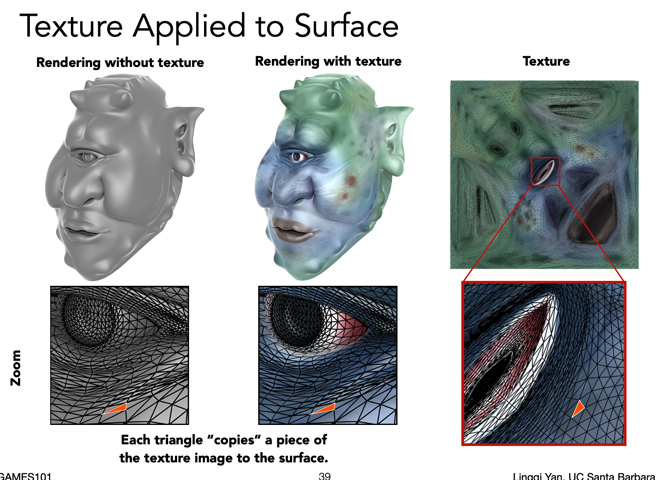 Texture Applied to Surface
Rendering without texture
Rendering with texture
Texture
Zoom
Each triangle “copies” a piece of
the texture image to the surface.
GAMES101
39
Lingqi Yan, UC Santa Barbara